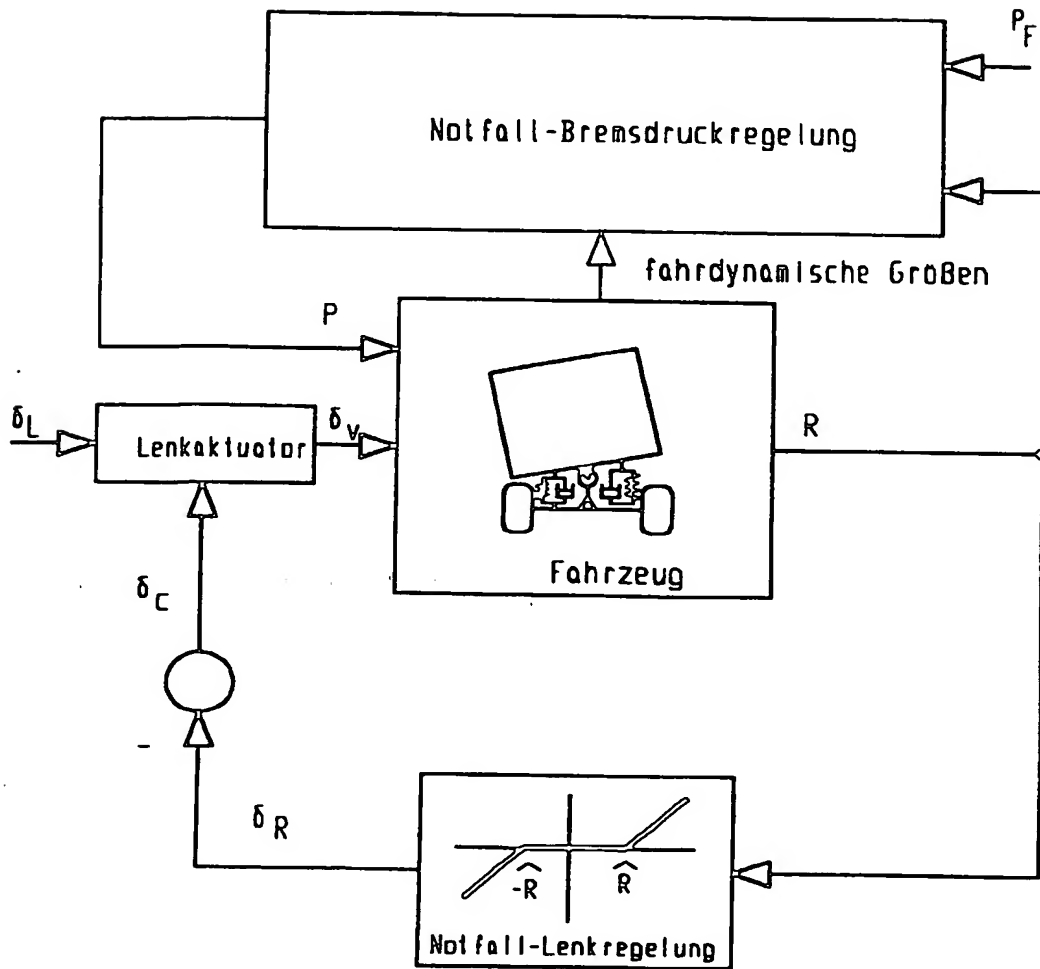 P_F
Notfall-Bremsdruckregelung
fahrdynamische Größen
P
δ_L
Lenkaktuator
δ_v
R
Fahrzeug
δ_C
-
δ_R
-R̂
R̂
Notfall-Lenkregelung